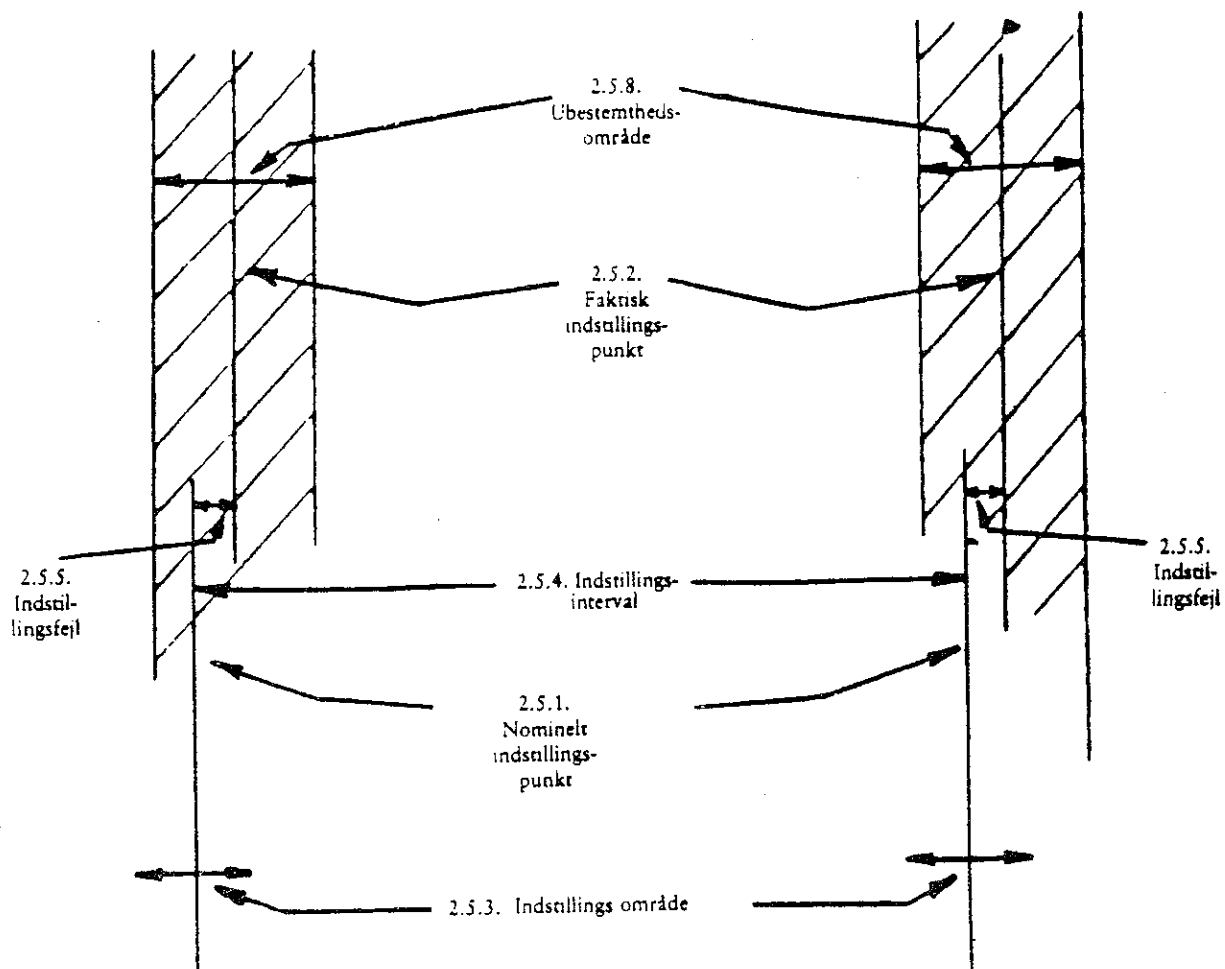 2.5.8.
Ubestemtheds-
område
2.5.2.
Faktisk
indstillings-
punkt
2.5.5.
Indstil-
lingsfejl
2.5.4. Indstillings-
interval
2.5.5.
Indstil-
lingsfejl
2.5.1.
Nominelt
indstillings-
punkt
2.5.3. Indstillings område